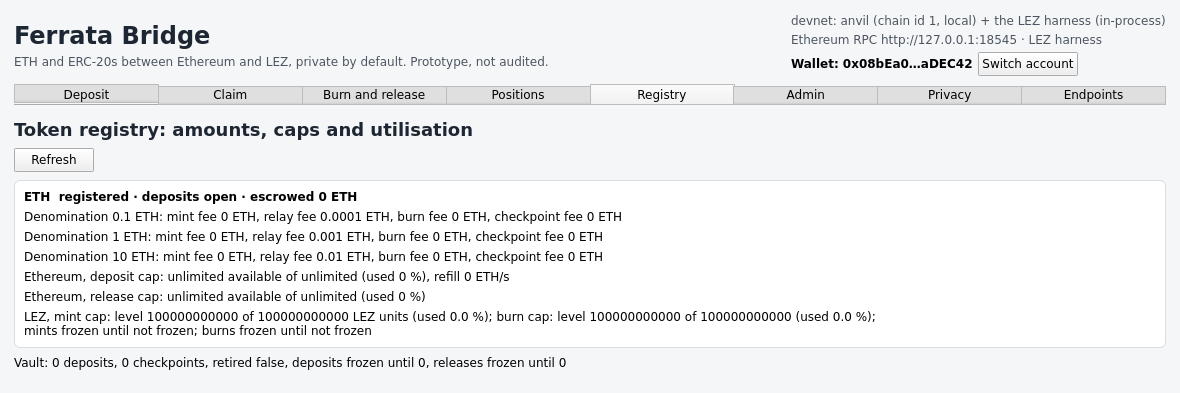 Ferrata Bridge
ETH and ERC-20s between Ethereum and LEZ, private by default. Prototype, not audited.
devnet: anvil (chain id 1, local) + the LEZ harness (in-process)
Ethereum RPC http://127.0.0.1:18545 · LEZ harness
Wallet: 0x08bEa0...aDEC42 Switch account
Deposit Claim Burn and release Positions Registry Admin Privacy Endpoints
Token registry: amounts, caps and utilisation
Refresh
ETH registered · deposits open · escrowed 0 ETH
Denomination 0.1 ETH: mint fee 0 ETH, relay fee 0.0001 ETH, burn fee 0 ETH, checkpoint fee 0 ETH
Denomination 1 ETH: mint fee 0 ETH, relay fee 0.001 ETH, burn fee 0 ETH, checkpoint fee 0 ETH
Denomination 10 ETH: mint fee 0 ETH, relay fee 0.01 ETH, burn fee 0 ETH, checkpoint fee 0 ETH
Ethereum, deposit cap: unlimited available of unlimited (used 0 %), refill 0 ETH/s
Ethereum, release cap: unlimited available of unlimited (used 0 %)
LEZ, mint cap: level 100000000000 of 100000000000 LEZ units (used 0.0 %); burn cap: level 100000000000 of 100000000000 (used 0.0 %);
mints frozen until not frozen; burns frozen until not frozen
Vault: 0 deposits, 0 checkpoints, retired false, deposits frozen until 0, releases frozen until 0